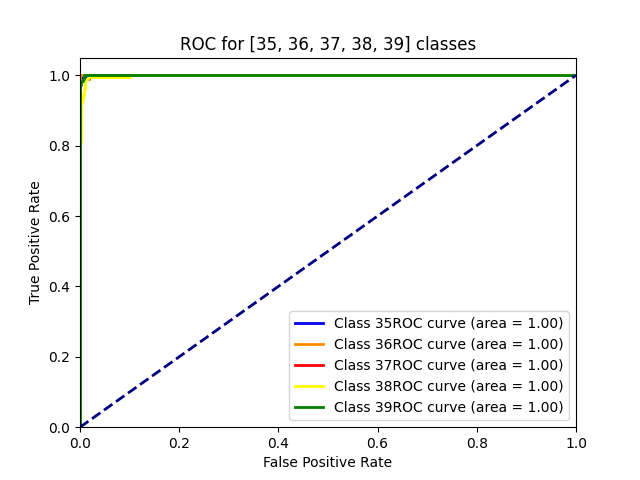 ROC for [35, 36, 37, 38, 39] classes
True Positive Rate
1.0
0.8
0.6
0.4
0.2
0.0
Class 35ROC curve (area = 1.00)
Class 36ROC curve (area = 1.00)
Class 37ROC curve (area = 1.00)
Class 38ROC curve (area = 1.00)
Class 39ROC curve (area = 1.00)
0.0 0.2 0.4 0.6 0.8 1.0
False Positive Rate